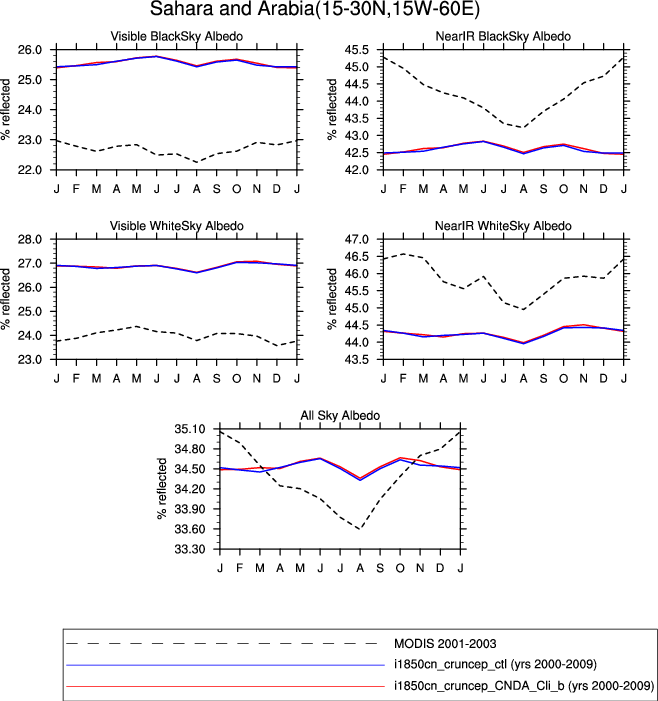 Sahara and Arabia(15-30N,15W-60E)
Visible BlackSky Albedo
NearIR BlackSky Albedo
% reflected
26.0
25.0
24.0
23.0
22.0
J F M A M J J A S O N D J
% reflected
45.5
45.0
44.5
44.0
43.5
43.0
42.5
42.0
J F M A M J J A S O N D J
Visible WhiteSky Albedo
NearIR WhiteSky Albedo
% reflected
28.0
27.0
26.0
25.0
24.0
23.0
J F M A M J J A S O N D J
% reflected
47.0
46.5
46.0
45.5
45.0
44.5
44.0
43.5
J F M A M J J A S O N D J
All Sky Albedo
% reflected
35.10
34.80
34.50
34.20
33.90
33.60
33.30
J F M A M J J A S O N D J
MODIS 2001-2003
i1850cn_cruncep_ctl (yrs 2000-2009)
i1850cn_cruncep_CNDA_Cli_b (yrs 2000-2009)